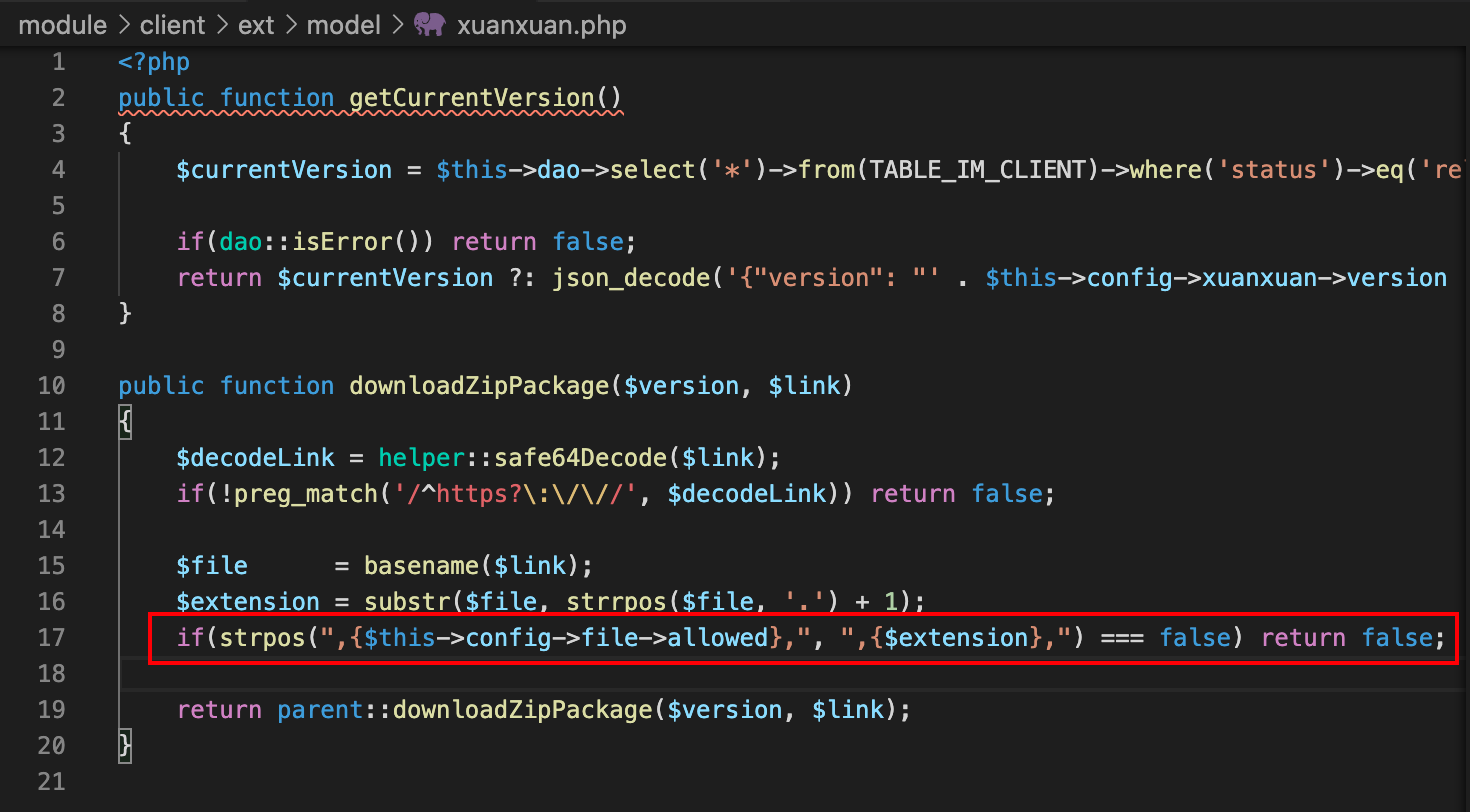 module > client > ext > model > xuanxuan.php
1 <?php
2 public function getCurrentVersion()
3 {
4     $currentVersion = $this->dao->select('*')->from(TABLE_IM_CLIENT)->where('status')->eq('re
5
6     if(dao::isError()) return false;
7     return $currentVersion ?: json_decode('{"version": "' . $this->config->xuanxuan->version
8 }
9
10 public function downloadZipPackage($version, $link)
11 {
12     $decodeLink = helper::safe64Decode($link);
13     if(!preg_match('/^https?\:\/\//', $decodeLink)) return false;
14
15     $file      = basename($link);
16     $extension = substr($file, strrpos($file, '.') + 1);
17     if(strpos(",{$this->config->file->allowed},", ",{$extension},") === false) return false;
18
19     return parent::downloadZipPackage($version, $link);
20 }
21